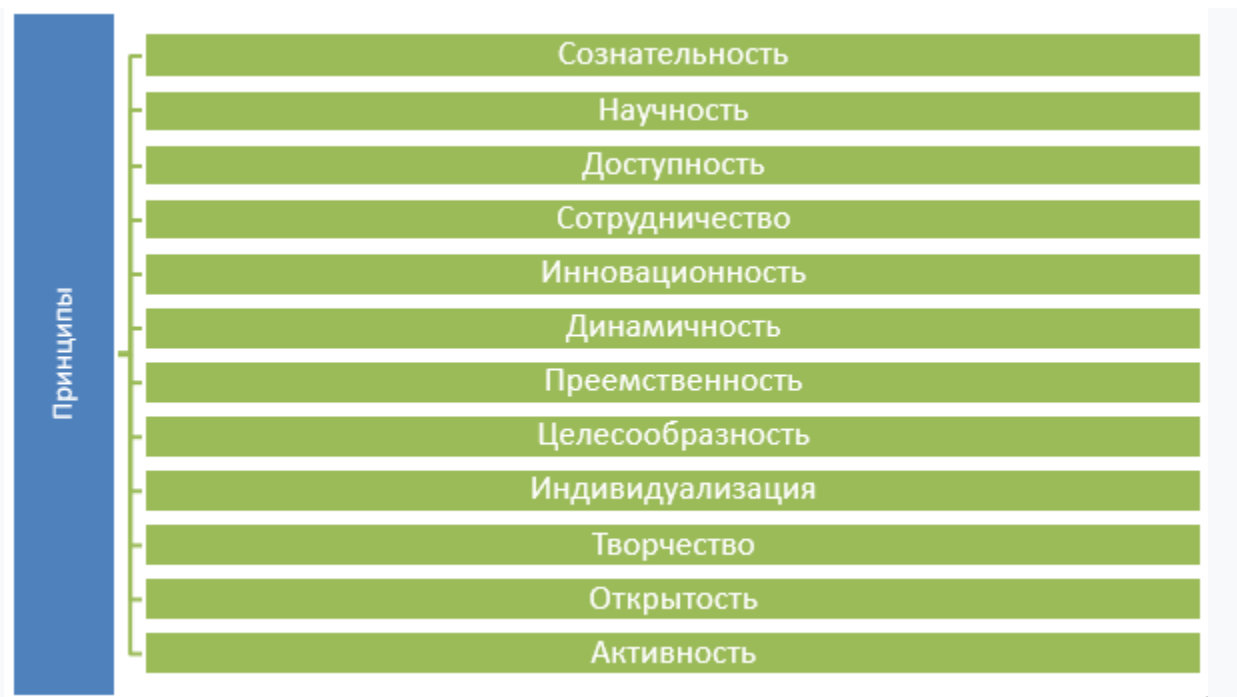 Принципы
Сознательность
Научность
Доступность
Сотрудничество
Инновационность
Динамичность
Преемственность
Целесообразность
Индивидуализация
Творчество
Открытость
Активность